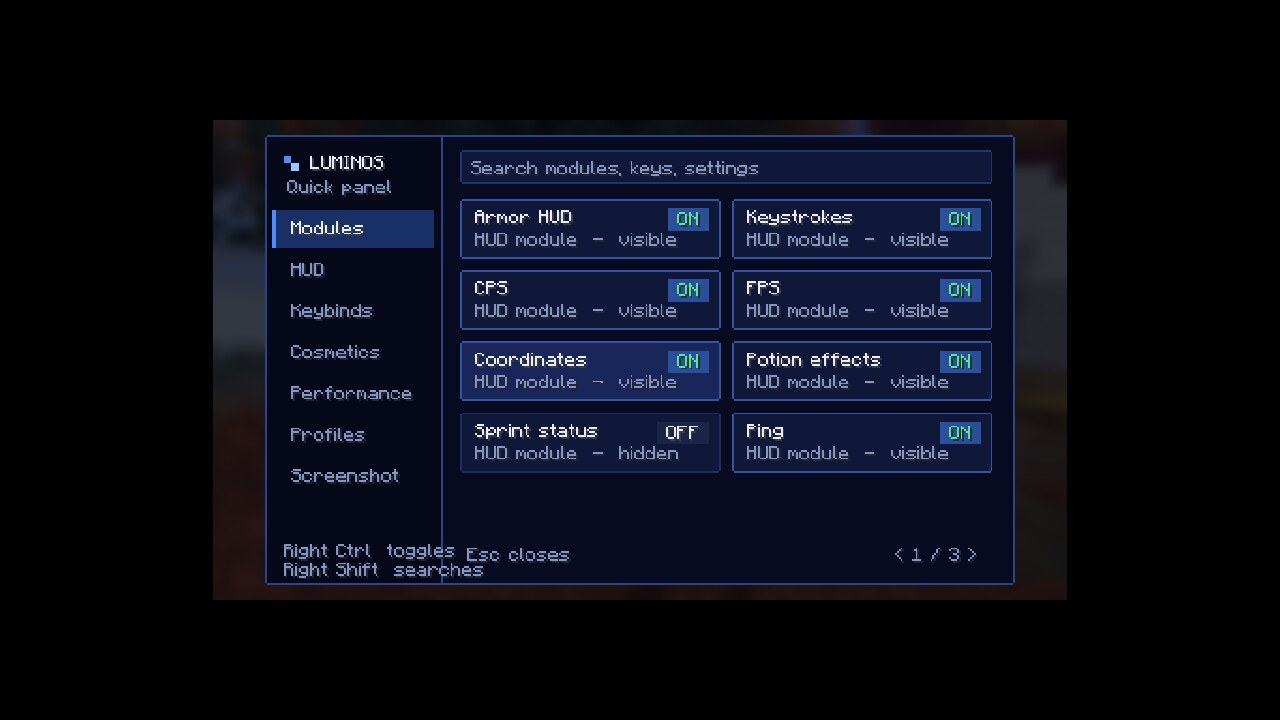 LUMINOS
Quick panel
Modules
HUD
Keybinds
Cosmetics
Performance
Profiles
Screenshot
Right Ctrl toggles
Right Shift searches
Search modules, keys, settings
Armor HUD ON
HUD module - visible
Keystrokes ON
HUD module - visible
CPS ON
HUD module - visible
FPS ON
HUD module - visible
Coordinates ON
HUD module - visible
Potion effects ON
HUD module - visible
Sprint status OFF
HUD module - hidden
Ping ON
HUD module - visible
Esc closes
< 1 / 3 >